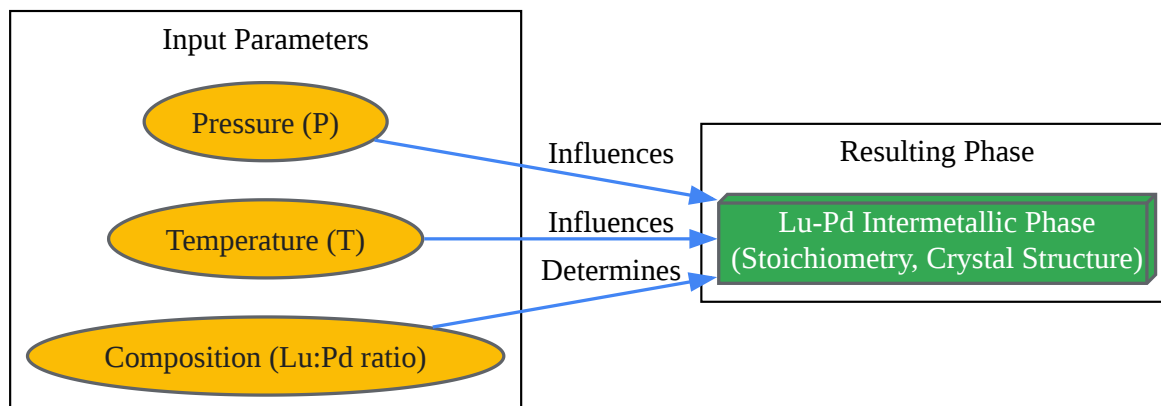 Input Parameters
Pressure (P)
Temperature (T)
Composition (Lu:Pd ratio)
Influences
Influences
Determines
Resulting Phase
Lu-Pd Intermetallic Phase
(Stoichiometry, Crystal Structure)